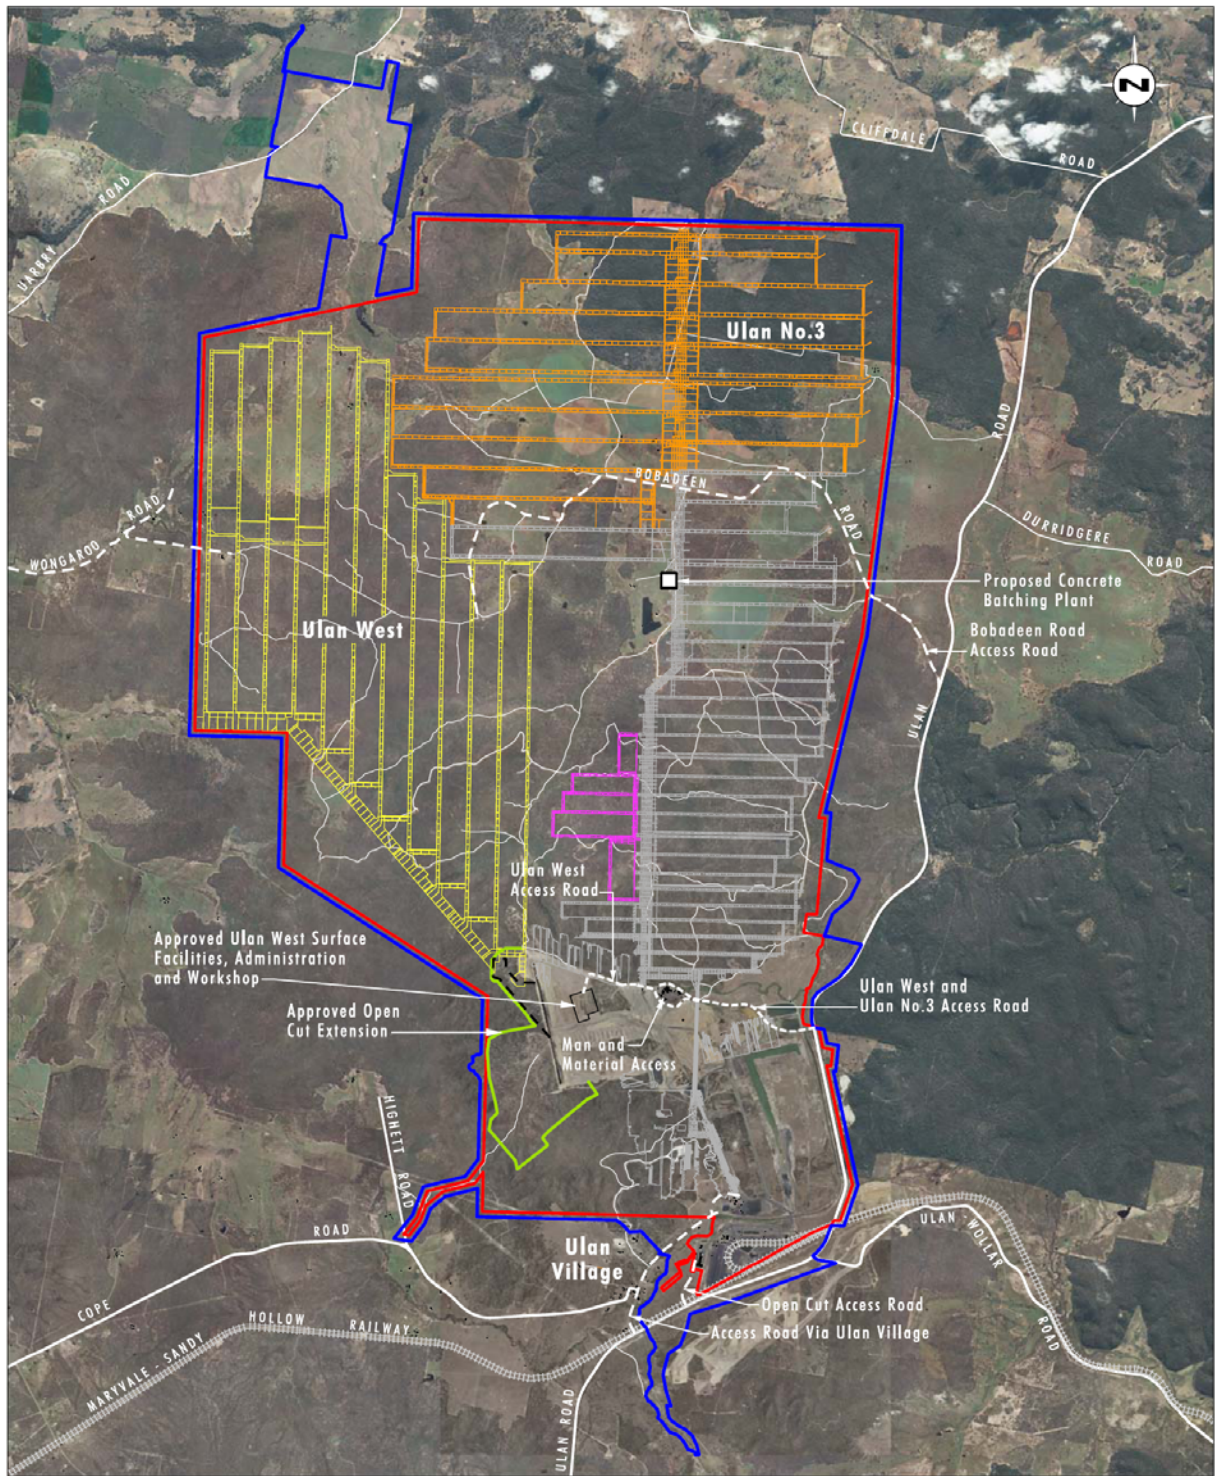 N
CLIFFDALE
ROAD
UARBRY
ROAD
Ulan No.3
ROAD
BOBADEEN
ROAD
WONGAROO
ROAD
DURRIDGERE
ROAD
Proposed Concrete
Batching Plant
Ulan West
Bobadeen Road
Access Road
ULAN
Ulan West
Access Road
Approved Ulan West Surface
Facilities, Administration
and Workshop
Ulan West and
Ulan No.3 Access Road
Approved Open
Cut Extension
Man and
Material Access
HIGHETT
ROAD
ROAD
COPE
Ulan
Village
ULAN - WOLLAR
ROAD
Open Cut Access Road
Access Road Via Ulan Village
MARYVALE - SANDY
HOLLOW
RAILWAY
ULAN ROAD